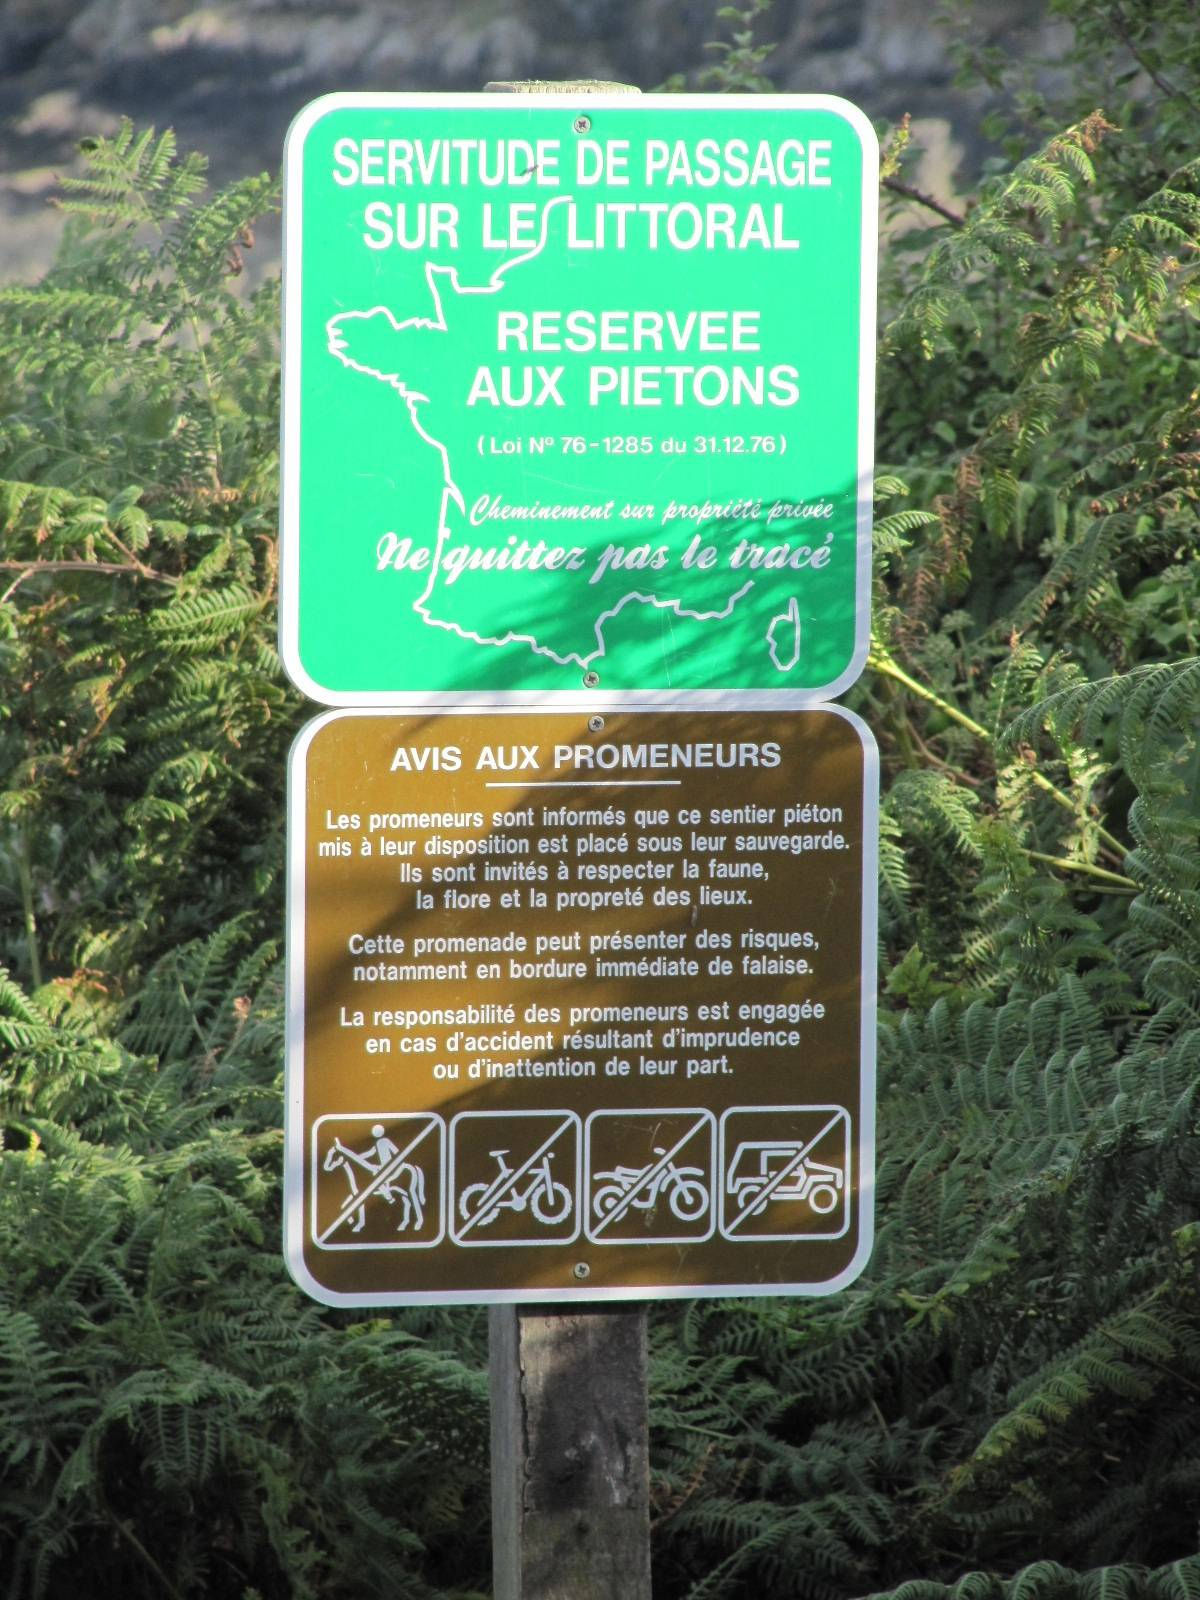 SERVITUDE DE PASSAGE
SUR LE LITTORAL
RESERVEE
AUX PIETONS
(Loi Nº 76-1285 du 31.12.76)
Cheminement sur propriété privée
Ne quittez pas le tracé
AVIS AUX PROMENEURS
Les promeneurs sont informés que ce sentier piéton
mis à leur disposition est placé sous leur sauvegarde.
Ils sont invités à respecter la faune,
la flore et la propreté des lieux.
Cette promenade peut présenter des risques,
notamment en bordure immédiate de falaise.
La responsabilité des promeneurs est engagée
en cas d'accident résultant d'imprudence
ou d'inattention de leur part.